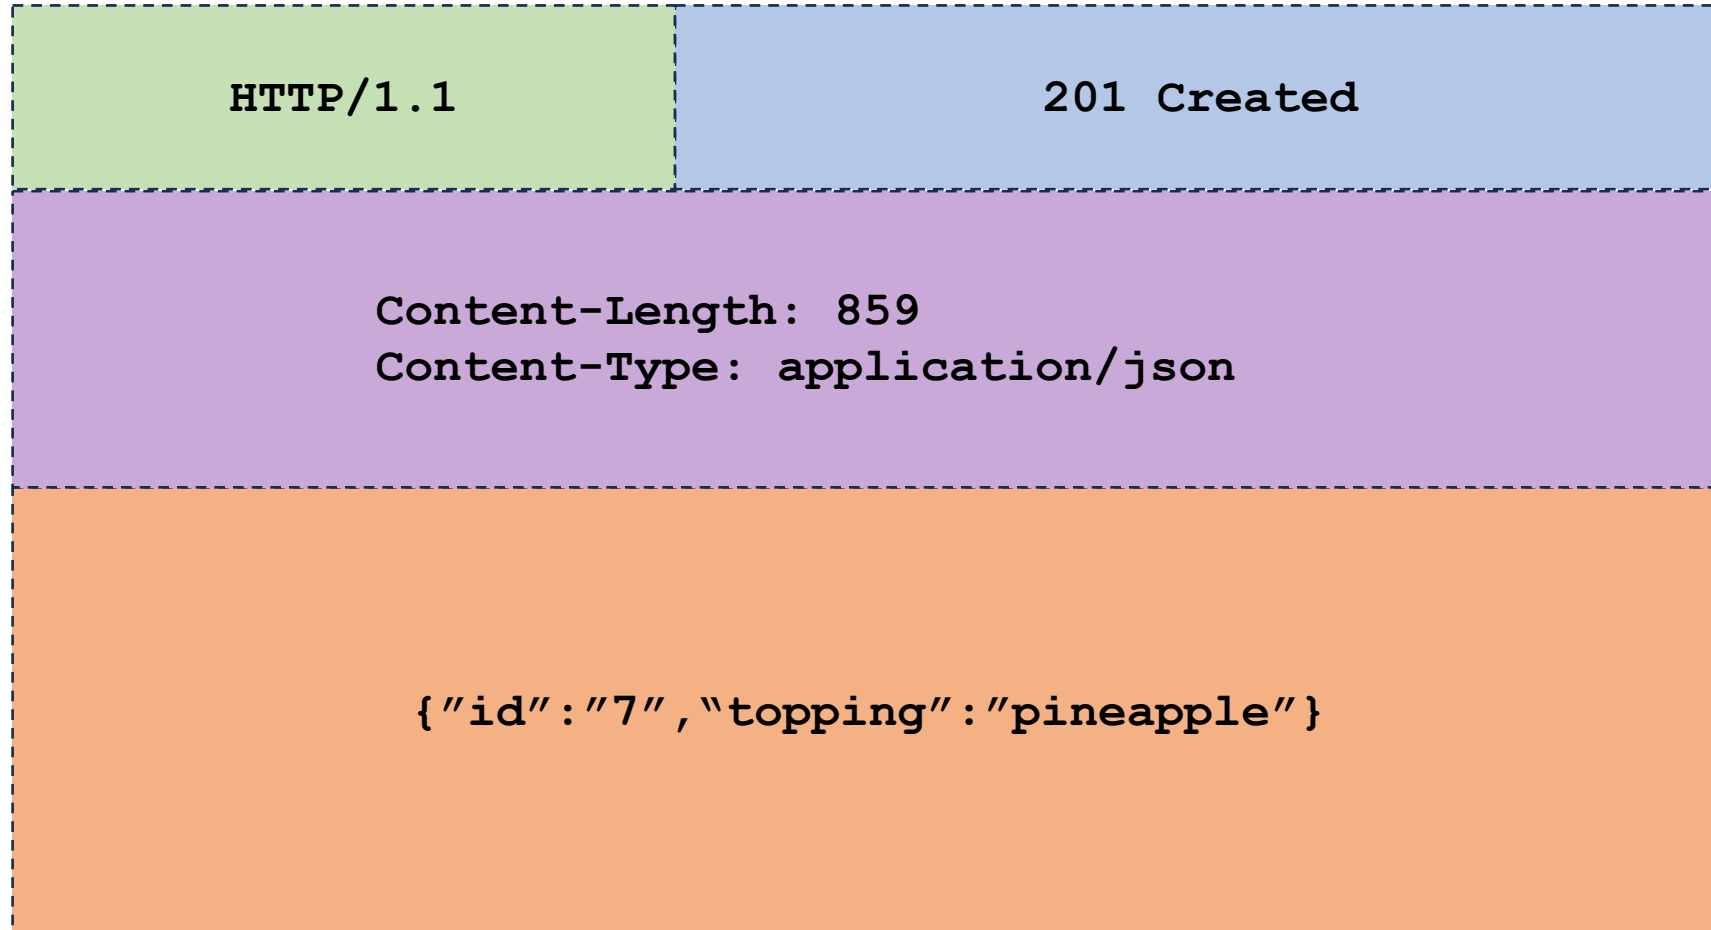 HTTP/1.1
201 Created
Content-Length: 859
Content-Type: application/json
{”id”:”7”,“topping”:”pineapple”}